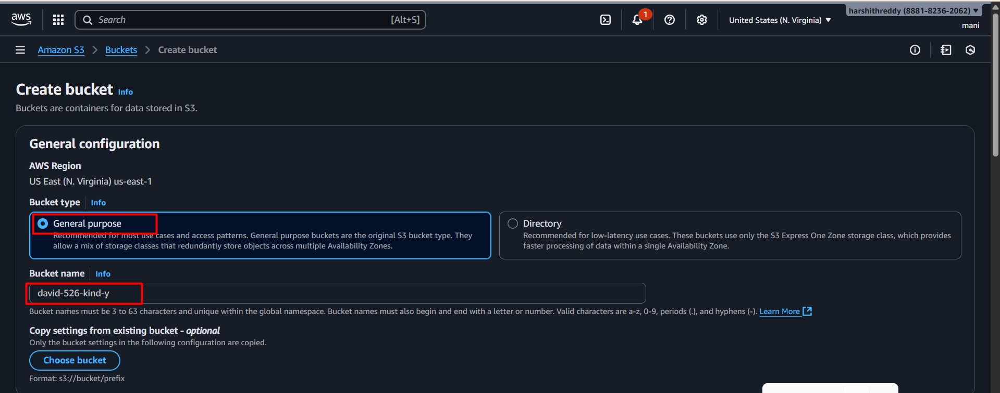 aws
Search
[Alt+S]
1
United States (N. Virginia)
harshithreddy (8881-8236-2062)
mani
Amazon S3
Buckets
Create bucket
Create bucket Info
Buckets are containers for data stored in S3.
General configuration
AWS Region
US East (N. Virginia) us-east-1
Bucket type Info
General purpose
Recommended for most use cases and access patterns. General purpose buckets are the original S3 bucket type. They
allow a mix of storage classes that redundantly store objects across multiple Availability Zones.
Directory
Recommended for low-latency use cases. These buckets use only the S3 Express One Zone storage class, which provides
faster processing of data within a single Availability Zone.
Bucket name Info
david-526-kind-y
Bucket names must be 3 to 63 characters and unique within the global namespace. Bucket names must also begin and end with a letter or number. Valid characters are a-z, 0-9, periods (.), and hyphens (-). Learn More
Copy settings from existing bucket - optional
Only the bucket settings in the following configuration are copied.
Choose bucket
Format: s3://bucket/prefix